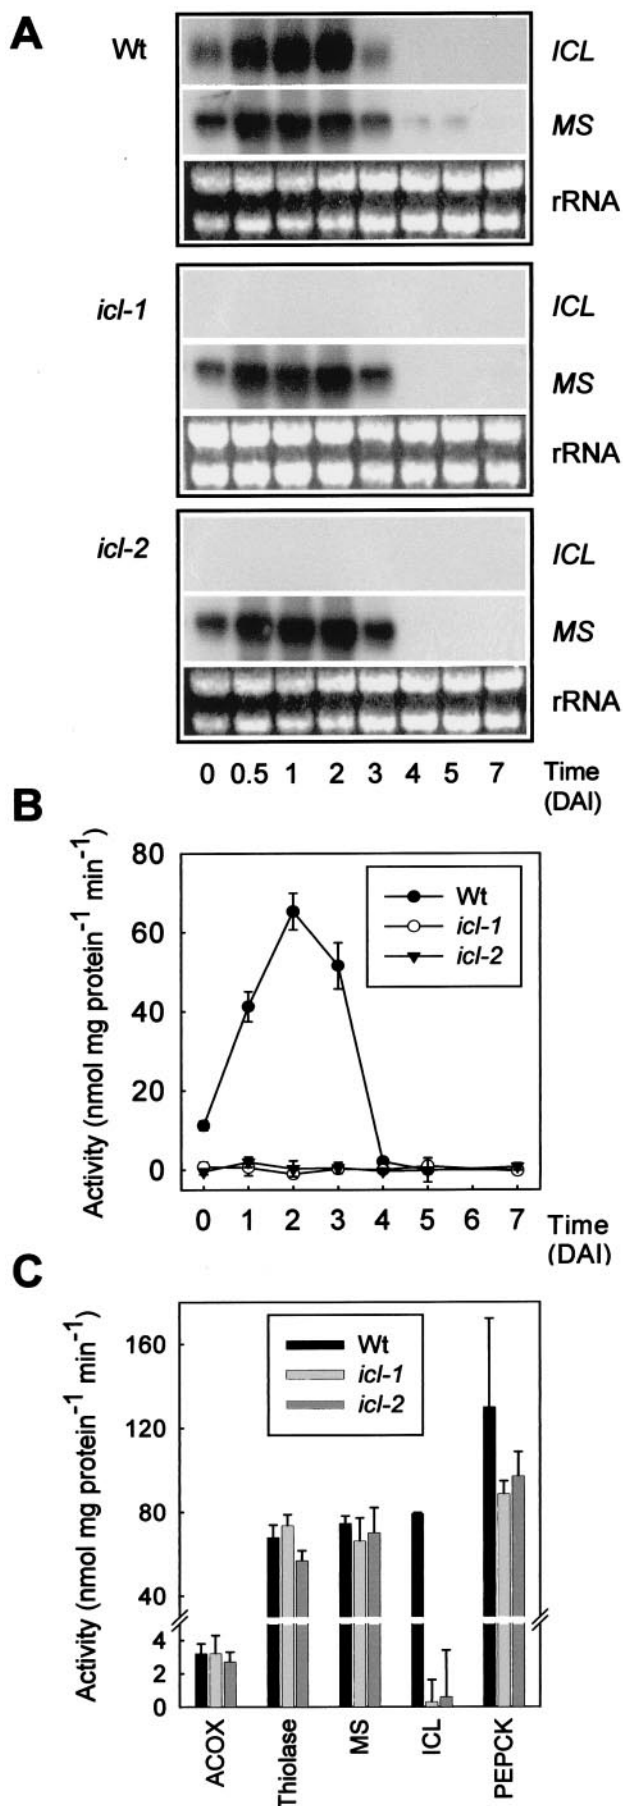 A
Wt
ICL
MS
rRNA
icl-1
ICL
MS
rRNA
icl-2
ICL
MS
rRNA
0 0.5 1 2 3 4 5 7 Time (DAI)
B
Activity (nmol mg protein⁻¹ min⁻¹)
80
60
40
20
0
Wt
icl-1
icl-2
0 1 2 3 4 5 6 7 Time (DAI)
C
Activity (nmol mg protein⁻¹ min⁻¹)
160
120
80
40
4
2
0
Wt
icl-1
icl-2
ACOX
Thiolase
MS
ICL
PEPCK